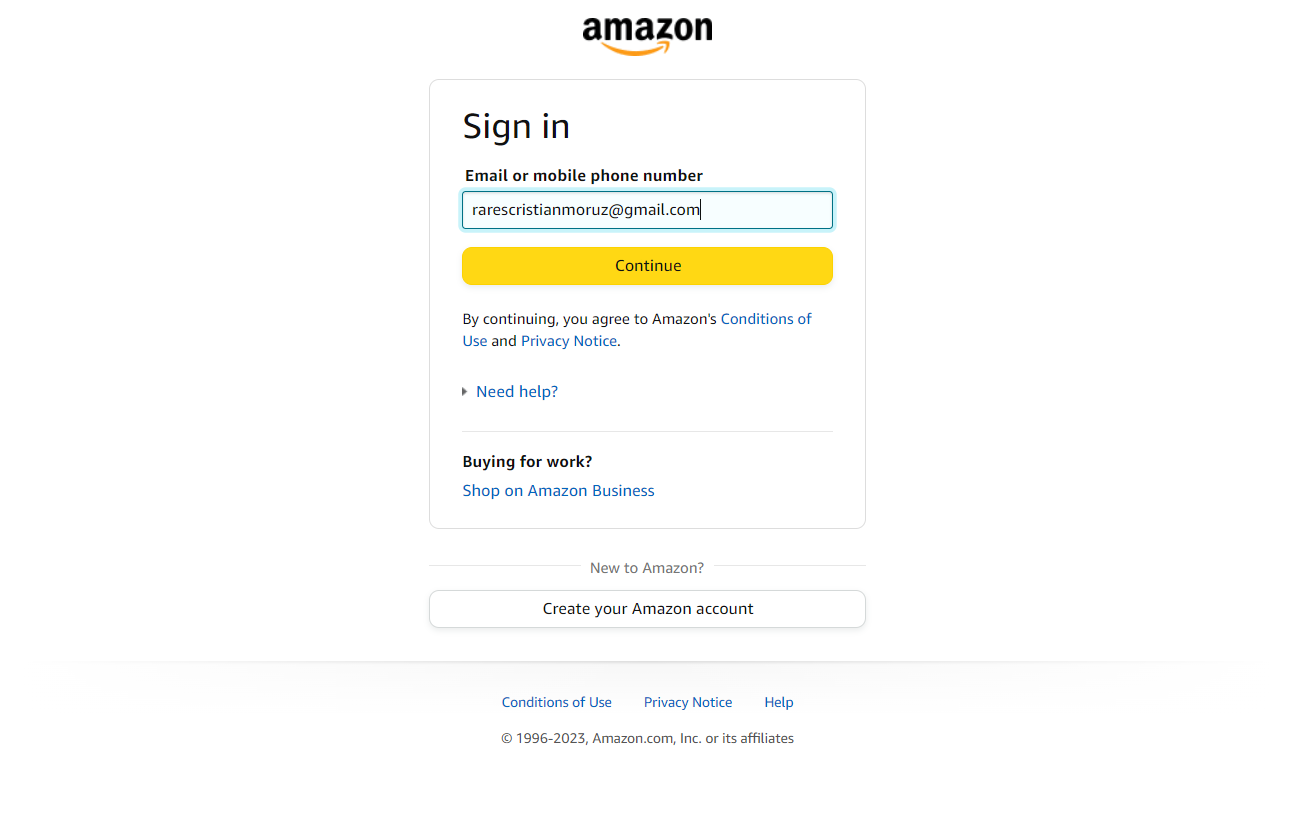 amazon
Sign in
Email or mobile phone number
rarescristianmoruz@gmail.com
Continue
By continuing, you agree to Amazon's Conditions of
Use and Privacy Notice.
Need help?
Buying for work?
Shop on Amazon Business
New to Amazon?
Create your Amazon account
Conditions of Use Privacy Notice Help
© 1996-2023, Amazon.com, Inc. or its affiliates